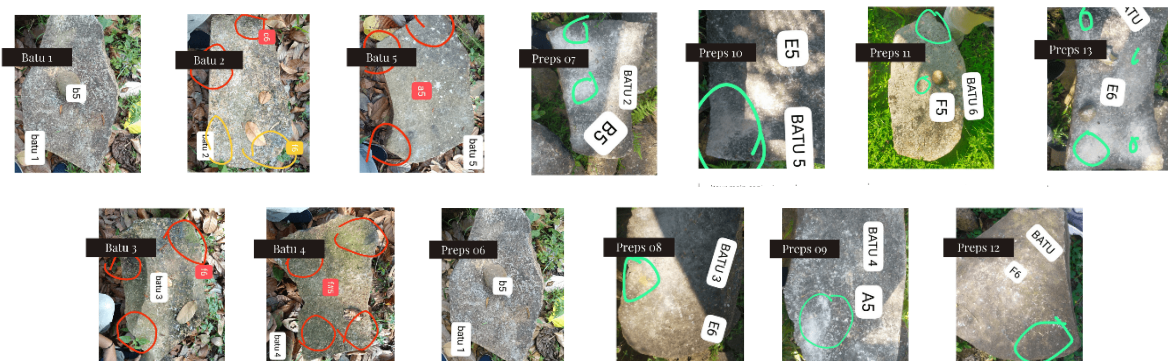 Batu 1
b5
batu 1
Batu 2
c6
batu 2
f6
Batu 5
a5
batu 5
Preps 07
BATU 2
B5
Preps 10
E5
BATU 5
Preps 11
BATU 6
F5
Preps 13
E6
Batu 3
f6
batu 3
Batu 4
batu 4
Preps 06
b5
batu 1
Preps 08
BATU 3
E6
Preps 09
BATU 4
A5
Preps 12
BATU
F6